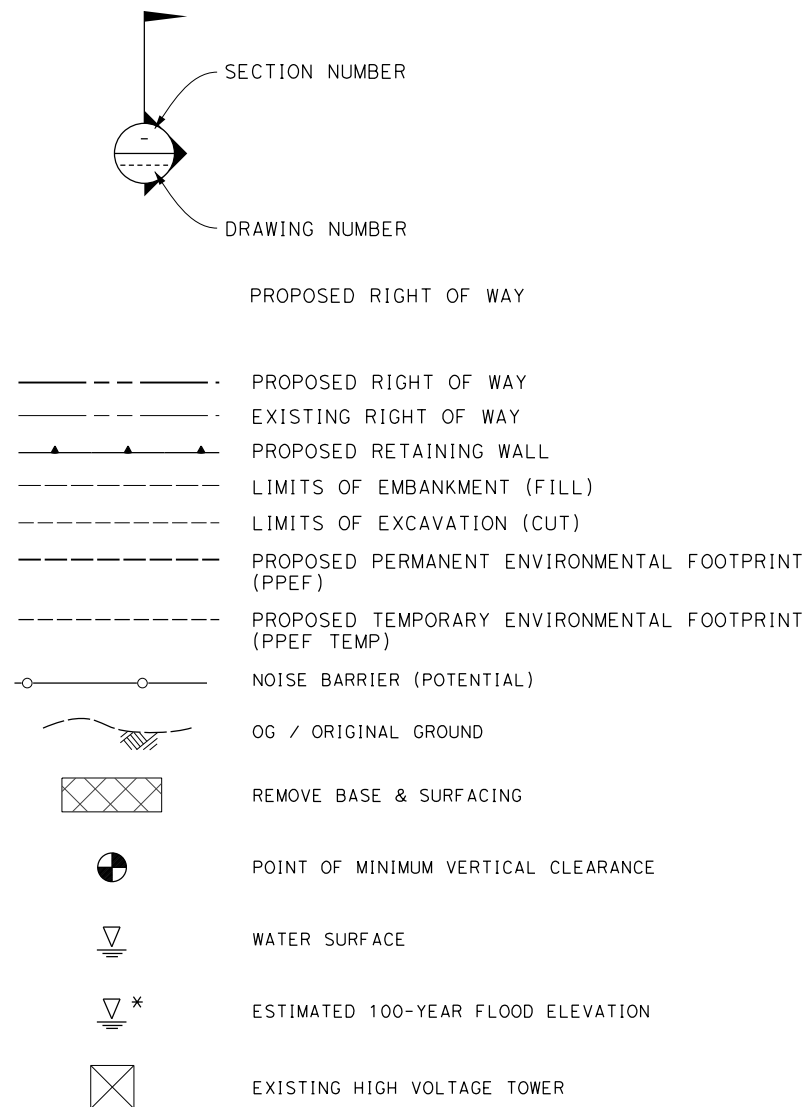 SECTION NUMBER
DRAWING NUMBER
PROPOSED RIGHT OF WAY
PROPOSED RIGHT OF WAY
EXISTING RIGHT OF WAY
PROPOSED RETAINING WALL
LIMITS OF EMBANKMENT (FILL)
LIMITS OF EXCAVATION (CUT)
PROPOSED PERMANENT ENVIRONMENTAL FOOTPRINT
(PPEF)
PROPOSED TEMPORARY ENVIRONMENTAL FOOTPRINT
(PPEF TEMP)
NOISE BARRIER (POTENTIAL)
OG / ORIGINAL GROUND
REMOVE BASE & SURFACING
POINT OF MINIMUM VERTICAL CLEARANCE
WATER SURFACE
* ESTIMATED 100-YEAR FLOOD ELEVATION
EXISTING HIGH VOLTAGE TOWER